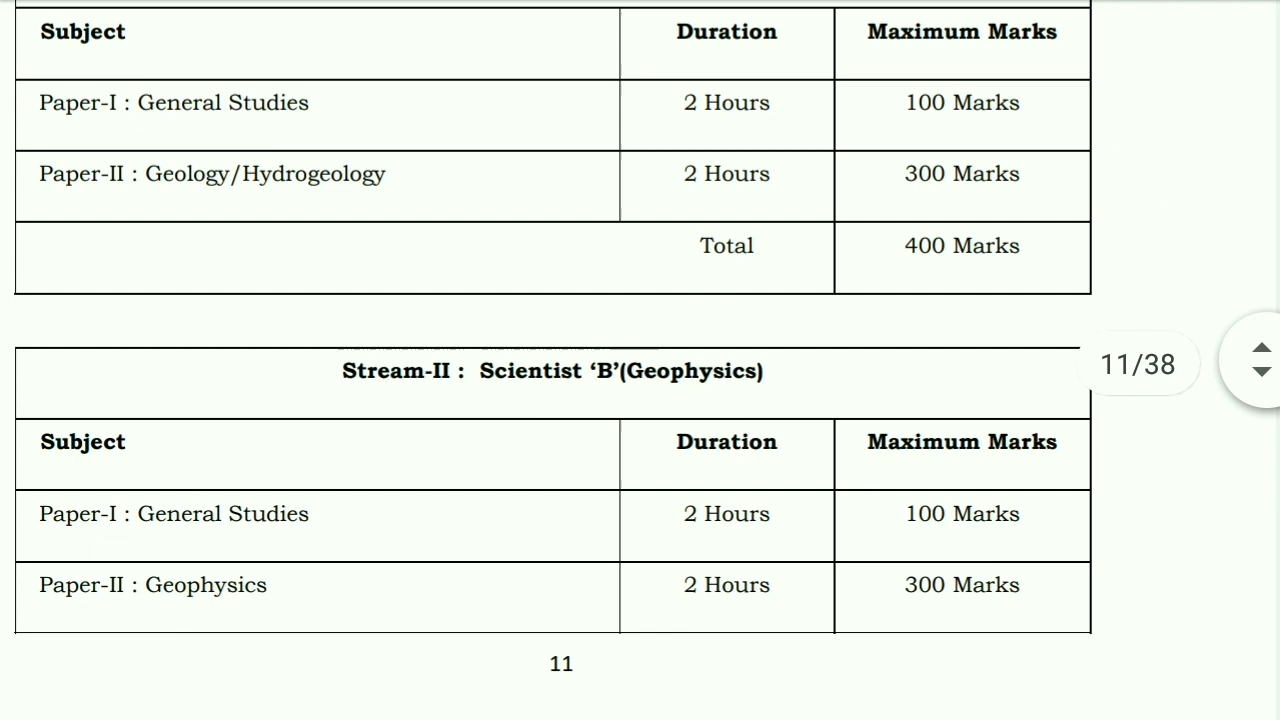 Subject Duration Maximum Marks
Paper-I : General Studies 2 Hours 100 Marks
Paper-II : Geology/Hydrogeology 2 Hours 300 Marks
Total 400 Marks
Stream-II : Scientist ‘B’(Geophysics)
11/38
Subject Duration Maximum Marks
Paper-I : General Studies 2 Hours 100 Marks
Paper-II : Geophysics 2 Hours 300 Marks
11